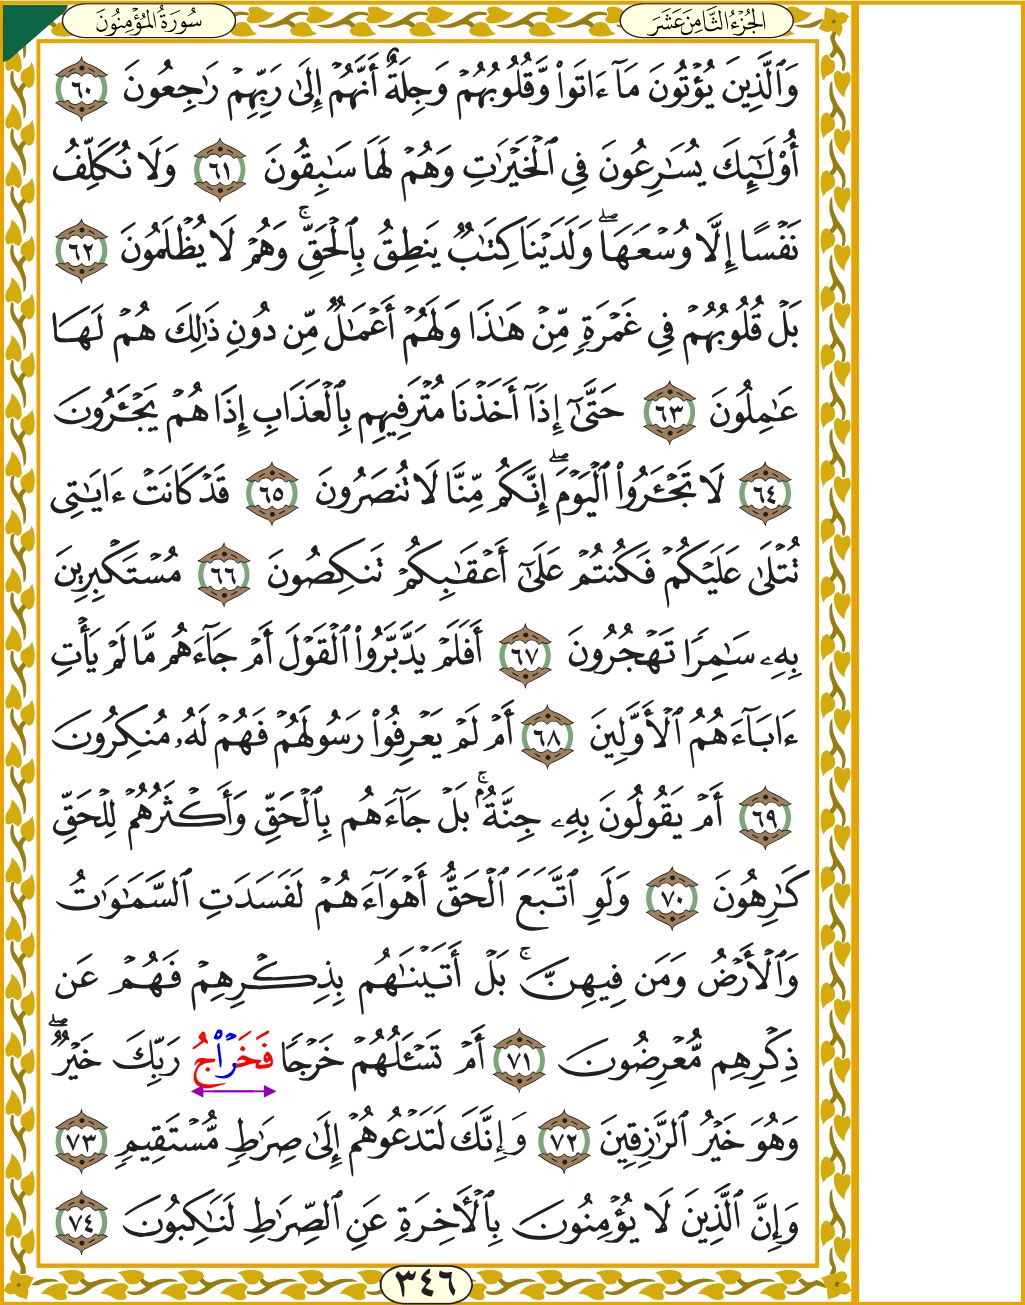 الجُزْءُ الثَّامِنَ عَشَرَ
سُورَةُ المُؤْمِنُونَ
وَٱلَّذِينَ يُؤۡتُونَ مَآ ءَاتَواْ وَّقُلُوبُهُمۡ وَجِلَةٌ أَنَّهُمۡ إِلَىٰ رَبِّهِمۡ رَٰجِعُونَ ٦٠
أُوْلَٰٓئِكَ يُسَٰرِعُونَ فِي ٱلۡخَيۡرَٰتِ وَهُمۡ لَهَا سَٰبِقُونَ ٦١ وَلَا نُكَلِّفُ
نَفۡسًا إِلَّا وُسۡعَهَاۖ وَلَدَيۡنَا كِتَٰبٞ يَنطِقُ بِٱلۡحَقِّۚ وَهُمۡ لَا يُظۡلَمُونَ ٦٢
بَلۡ قُلُوبُهُمۡ فِي غَمۡرَةٖ مِّنۡ هَٰذَا وَلَهُمۡ أَعۡمَٰلٞ مِّن دُونِ ذَٰلِكَ هُمۡ لَهَا
عَٰمِلُونَ ٦٣ حَتَّىٰٓ إِذَآ أَخَذۡنَا مُتۡرَفِيهِم بِٱلۡعَذَابِ إِذَا هُمۡ يَجۡـَٔرُونَ
٦٤ لَا تَجۡـَٔرُواْ ٱلۡيَوۡمَۖ إِنَّكُم مِّنَّا لَا تُنصَرُونَ ٦٥ قَدۡ كَانَتۡ ءَايَٰتِي
تُتۡلَىٰ عَلَيۡكُمۡ فَكُنتُمۡ عَلَىٰٓ أَعۡقَٰبِكُمۡ تَنكِصُونَ ٦٦ مُسۡتَكۡبِرِينَ
بِهِۦ سَٰمِرٗا تَهۡجُرُونَ ٦٧ أَفَلَمۡ يَدَّبَّرُواْ ٱلۡقَوۡلَ أَمۡ جَآءَهُم مَّا لَمۡ يَأۡتِ
ءَابَآءَهُمُ ٱلۡأَوَّلِينَ ٦٨ أَمۡ لَمۡ يَعۡرِفُواْ رَسُولَهُمۡ فَهُمۡ لَهُۥ مُنكِرُونَ
٦٩ أَمۡ يَقُولُونَ بِهِۦ جِنَّةُۢۚ بَلۡ جَآءَهُم بِٱلۡحَقِّ وَأَكۡثَرُهُمۡ لِلۡحَقِّ
كَٰرِهُونَ ٧٠ وَلَوِ ٱتَّبَعَ ٱلۡحَقُّ أَهۡوَآءَهُمۡ لَفَسَدَتِ ٱلسَّمَٰوَٰتُ
وَٱلۡأَرۡضُ وَمَن فِيهِنَّۚ بَلۡ أَتَيۡنَٰهُم بِذِكۡرِهِمۡ فَهُمۡ عَن
ذِكۡرِهِم مُّعۡرِضُونَ ٧١ أَمۡ تَسۡـَٔلُهُمۡ خَرۡجٗا فَخَرَاجُ رَبِّكَ خَيۡرٞۖ
وَهُوَ خَيۡرُ ٱلرَّٰزِقِينَ ٧٢ وَإِنَّكَ لَتَدۡعُوهُمۡ إِلَىٰ صِرَٰطٖ مُّسۡتَقِيمٖ ٧٣
وَإِنَّ ٱلَّذِينَ لَا يُؤۡمِنُونَ بِٱلۡأٓخِرَةِ عَنِ ٱلصِّرَٰطِ لَنَٰكِبُونَ ٧٤
٣٤٦